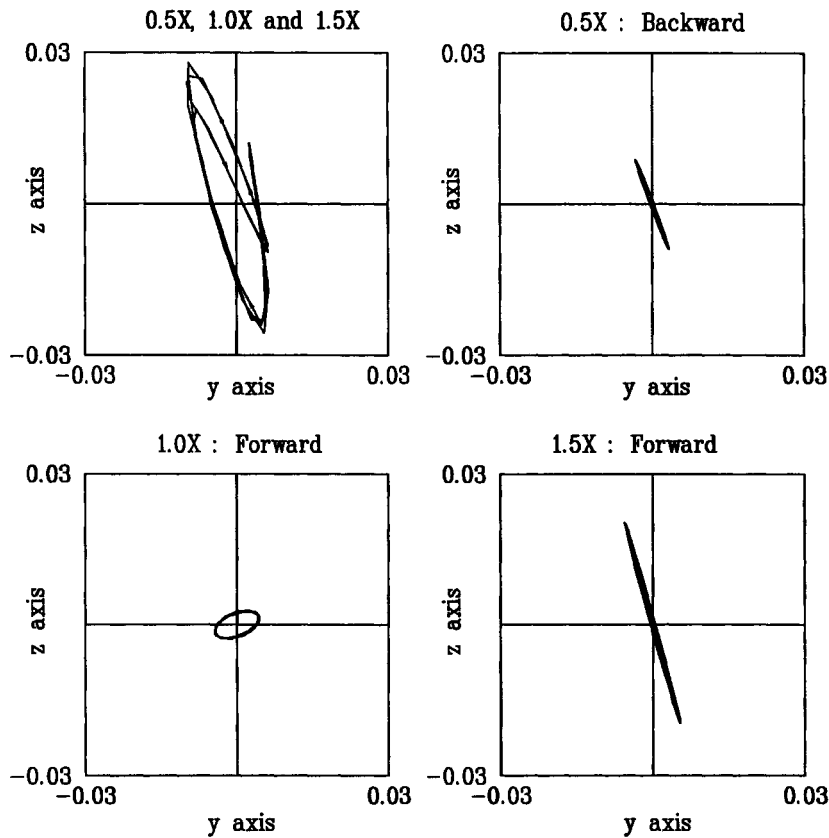 0.5X, 1.0X and 1.5X
0.03
z axis
−0.03
−0.03
0.03
y axis
0.5X : Backward
0.03
z axis
−0.03
−0.03
0.03
y axis
1.0X : Forward
0.03
z axis
−0.03
−0.03
0.03
y axis
1.5X : Forward
0.03
z axis
−0.03
−0.03
0.03
y axis